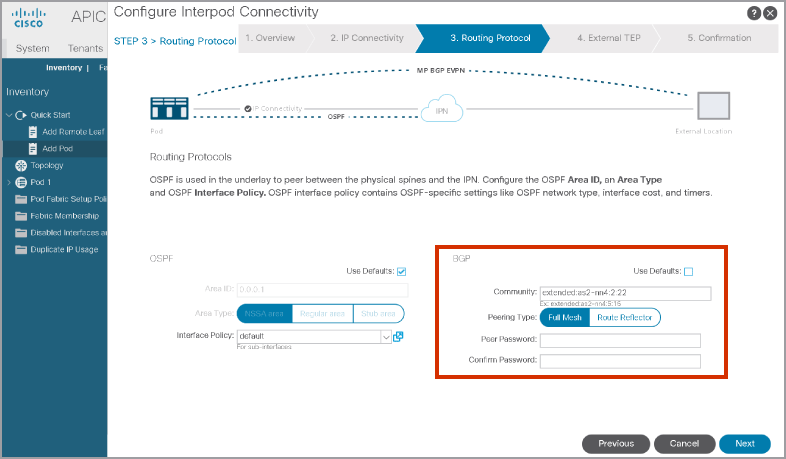 Configure Interpod Connectivity
? X
CISCO
APIC
STEP 3 > Routing Protocol
1. Overview
2. IP Connectivity
3. Routing Protocol
4. External TEP
5. Confirmation
System
Tenants
Inventory | Fa
Inventory
Quick Start
Add Remote Leaf
Add Pod
Topology
Pod 1
Pod Fabric Setup Poli
Fabric Membership
Disabled Interfaces an
Duplicate IP Usage
MP BGP EVPN
IP Connectivity
OSPF
IPN
Pod
External Location
Routing Protocols
OSPF is used in the underlay to peer between the physical spines and the IPN. Configure the OSPF Area ID, an Area Type
and OSPF Interface Policy. OSPF interface policy contains OSPF-specific settings like OSPF network type, interface cost, and timers.
OSPF
Use Defaults:
Area ID: 0.0.0.1
Area Type: NSSA area Regular area Stub area
Interface Policy: default
For sub-interfaces
BGP
Use Defaults:
Community: extended:as2-nn4:2:22
Ex: extended:as2-nn4:5:16
Peering Type: Full Mesh Route Reflector
Peer Password:
Confirm Password:
Previous
Cancel
Next